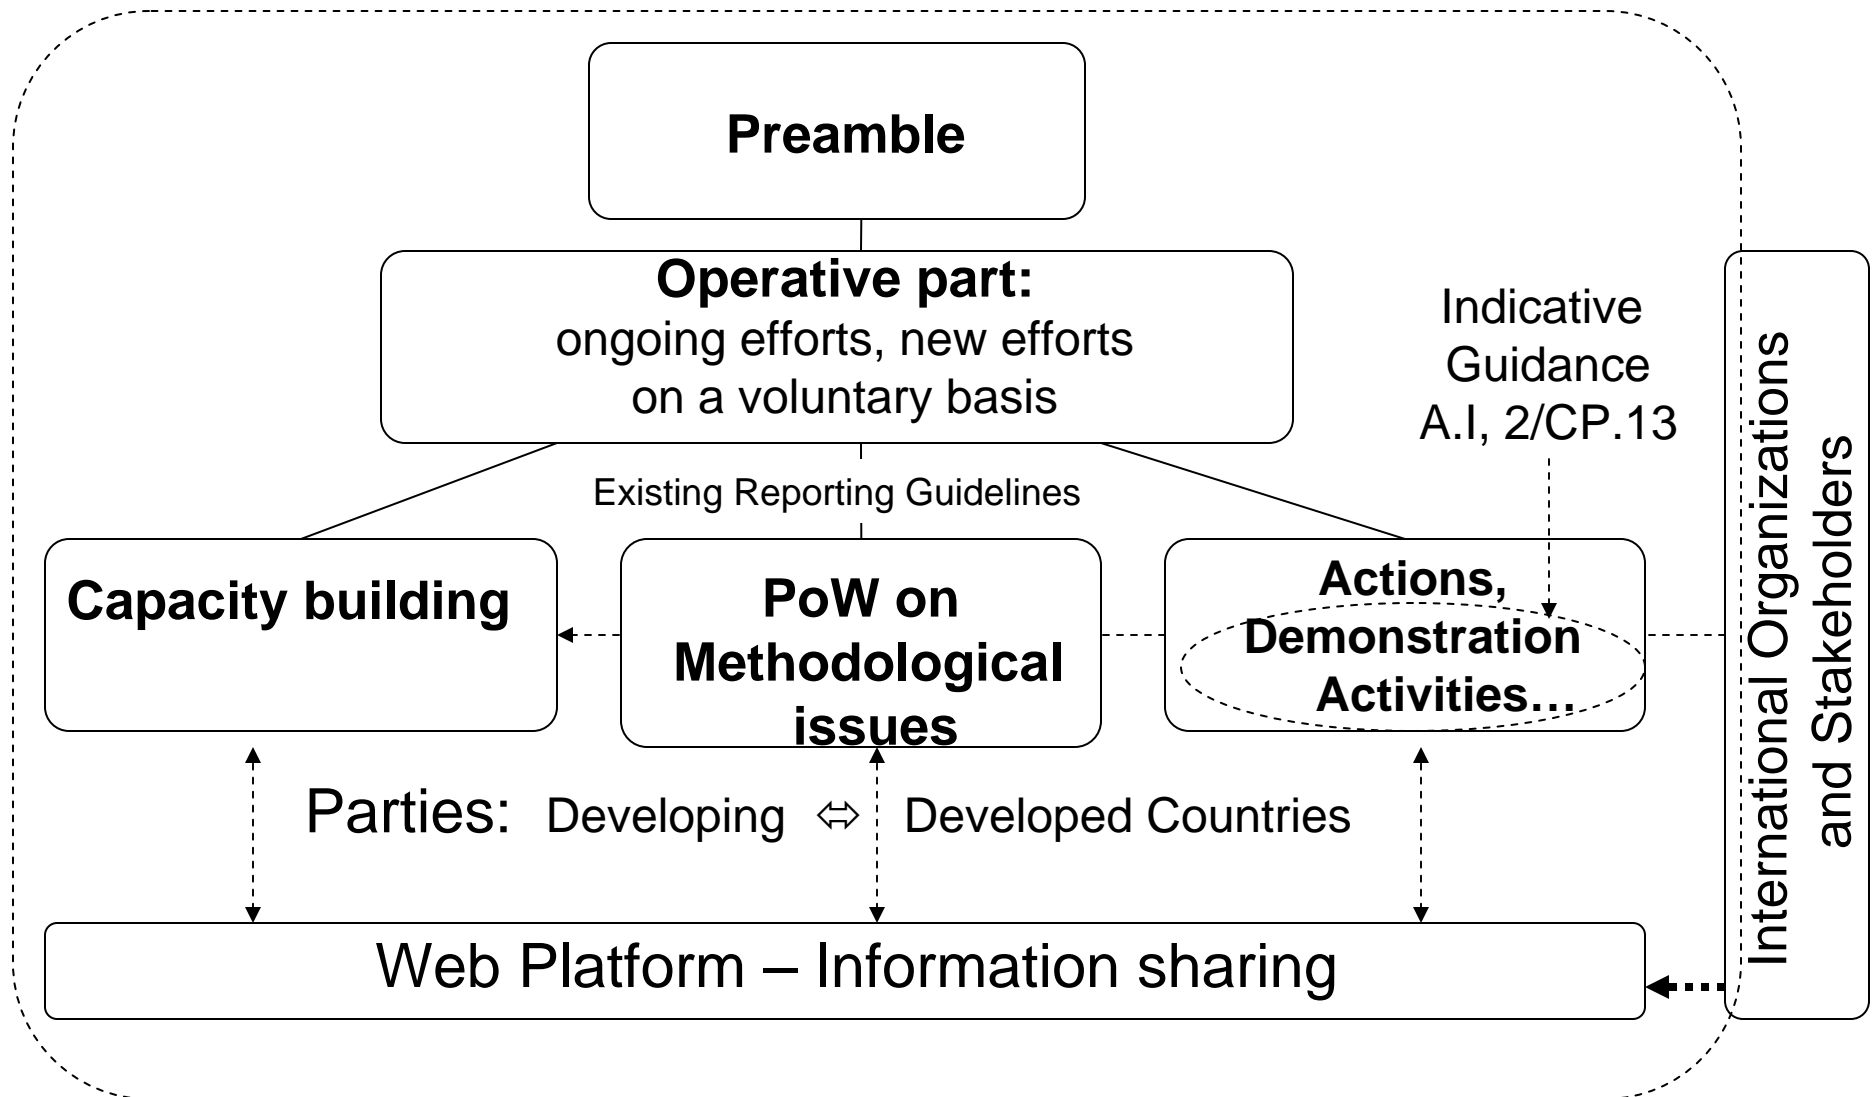 Preamble
Operative part:
ongoing efforts, new efforts
on a voluntary basis
Indicative
Guidance
A.I, 2/CP.13
Existing Reporting Guidelines
Capacity building
PoW on
Methodological
issues
Actions,
Demonstration
Activities…
Parties: Developing ⬄ Developed Countries
Web Platform – Information sharing
International Organizations
and Stakeholders